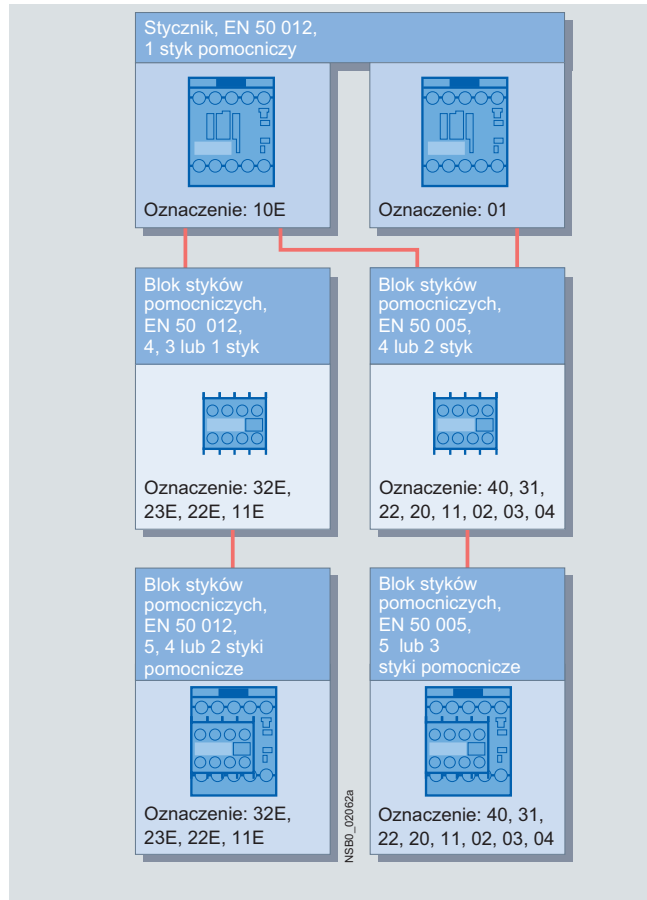 Stycznik, EN 50 012,
1 styk pomocniczy
Oznaczenie: 10E
Oznaczenie: 01
Blok styków
pomocniczych,
EN 50 012,
4, 3 lub 1 styk
Oznaczenie: 32E,
23E, 22E, 11E
Blok styków
pomocniczych,
EN 50 005,
4 lub 2 styk
Oznaczenie: 40, 31,
22, 20, 11, 02, 03, 04
Blok styków
pomocniczych,
EN 50 012,
5, 4 lub 2 styki
pomocnicze
Oznaczenie: 32E,
23E, 22E, 11E
Blok styków
pomocniczych,
EN 50 005,
5 lub 3
styki pomocnicze
Oznaczenie: 40, 31,
22, 20, 11, 02, 03, 04
NSB0_02062a